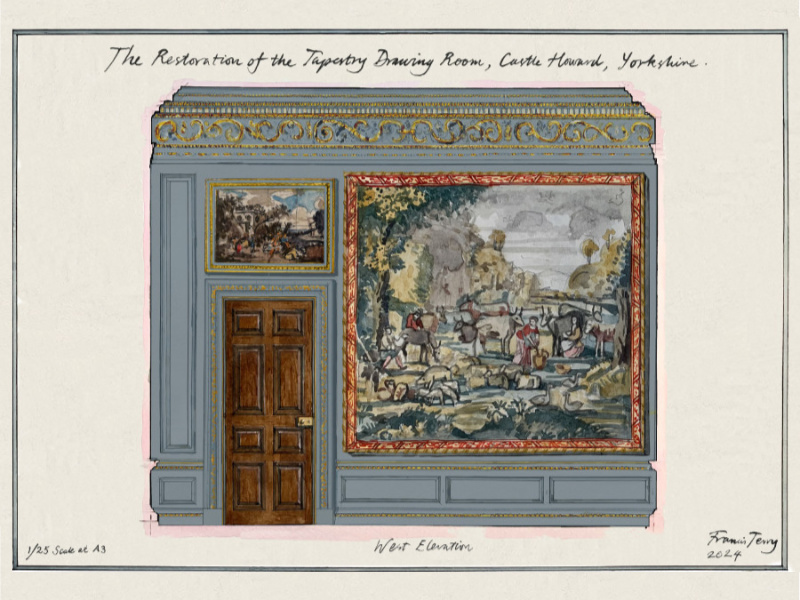 The Restoration of the Tapestry Drawing Room, Castle Howard, Yorkshire.
1/25 Scale at A3
West Elevation
Francis Terry
2024